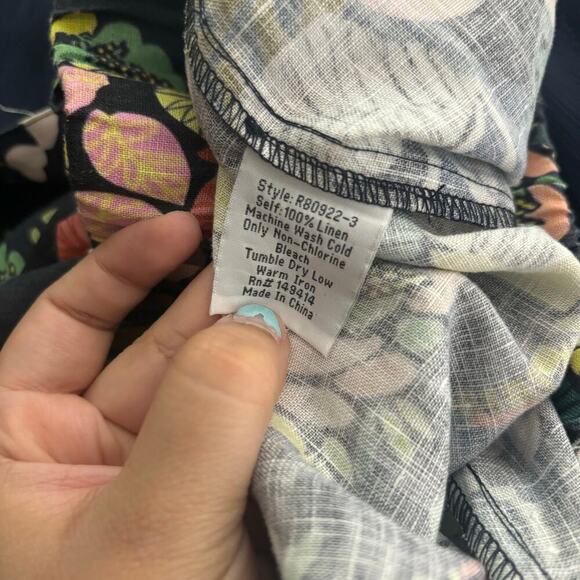 Style: R80922-3
Self: 100% Linen
Machine Wash Cold
Only Non-Chlorine
Bleach
Tumble Dry Low
Warm Iron
Rn# 149414
Made In China